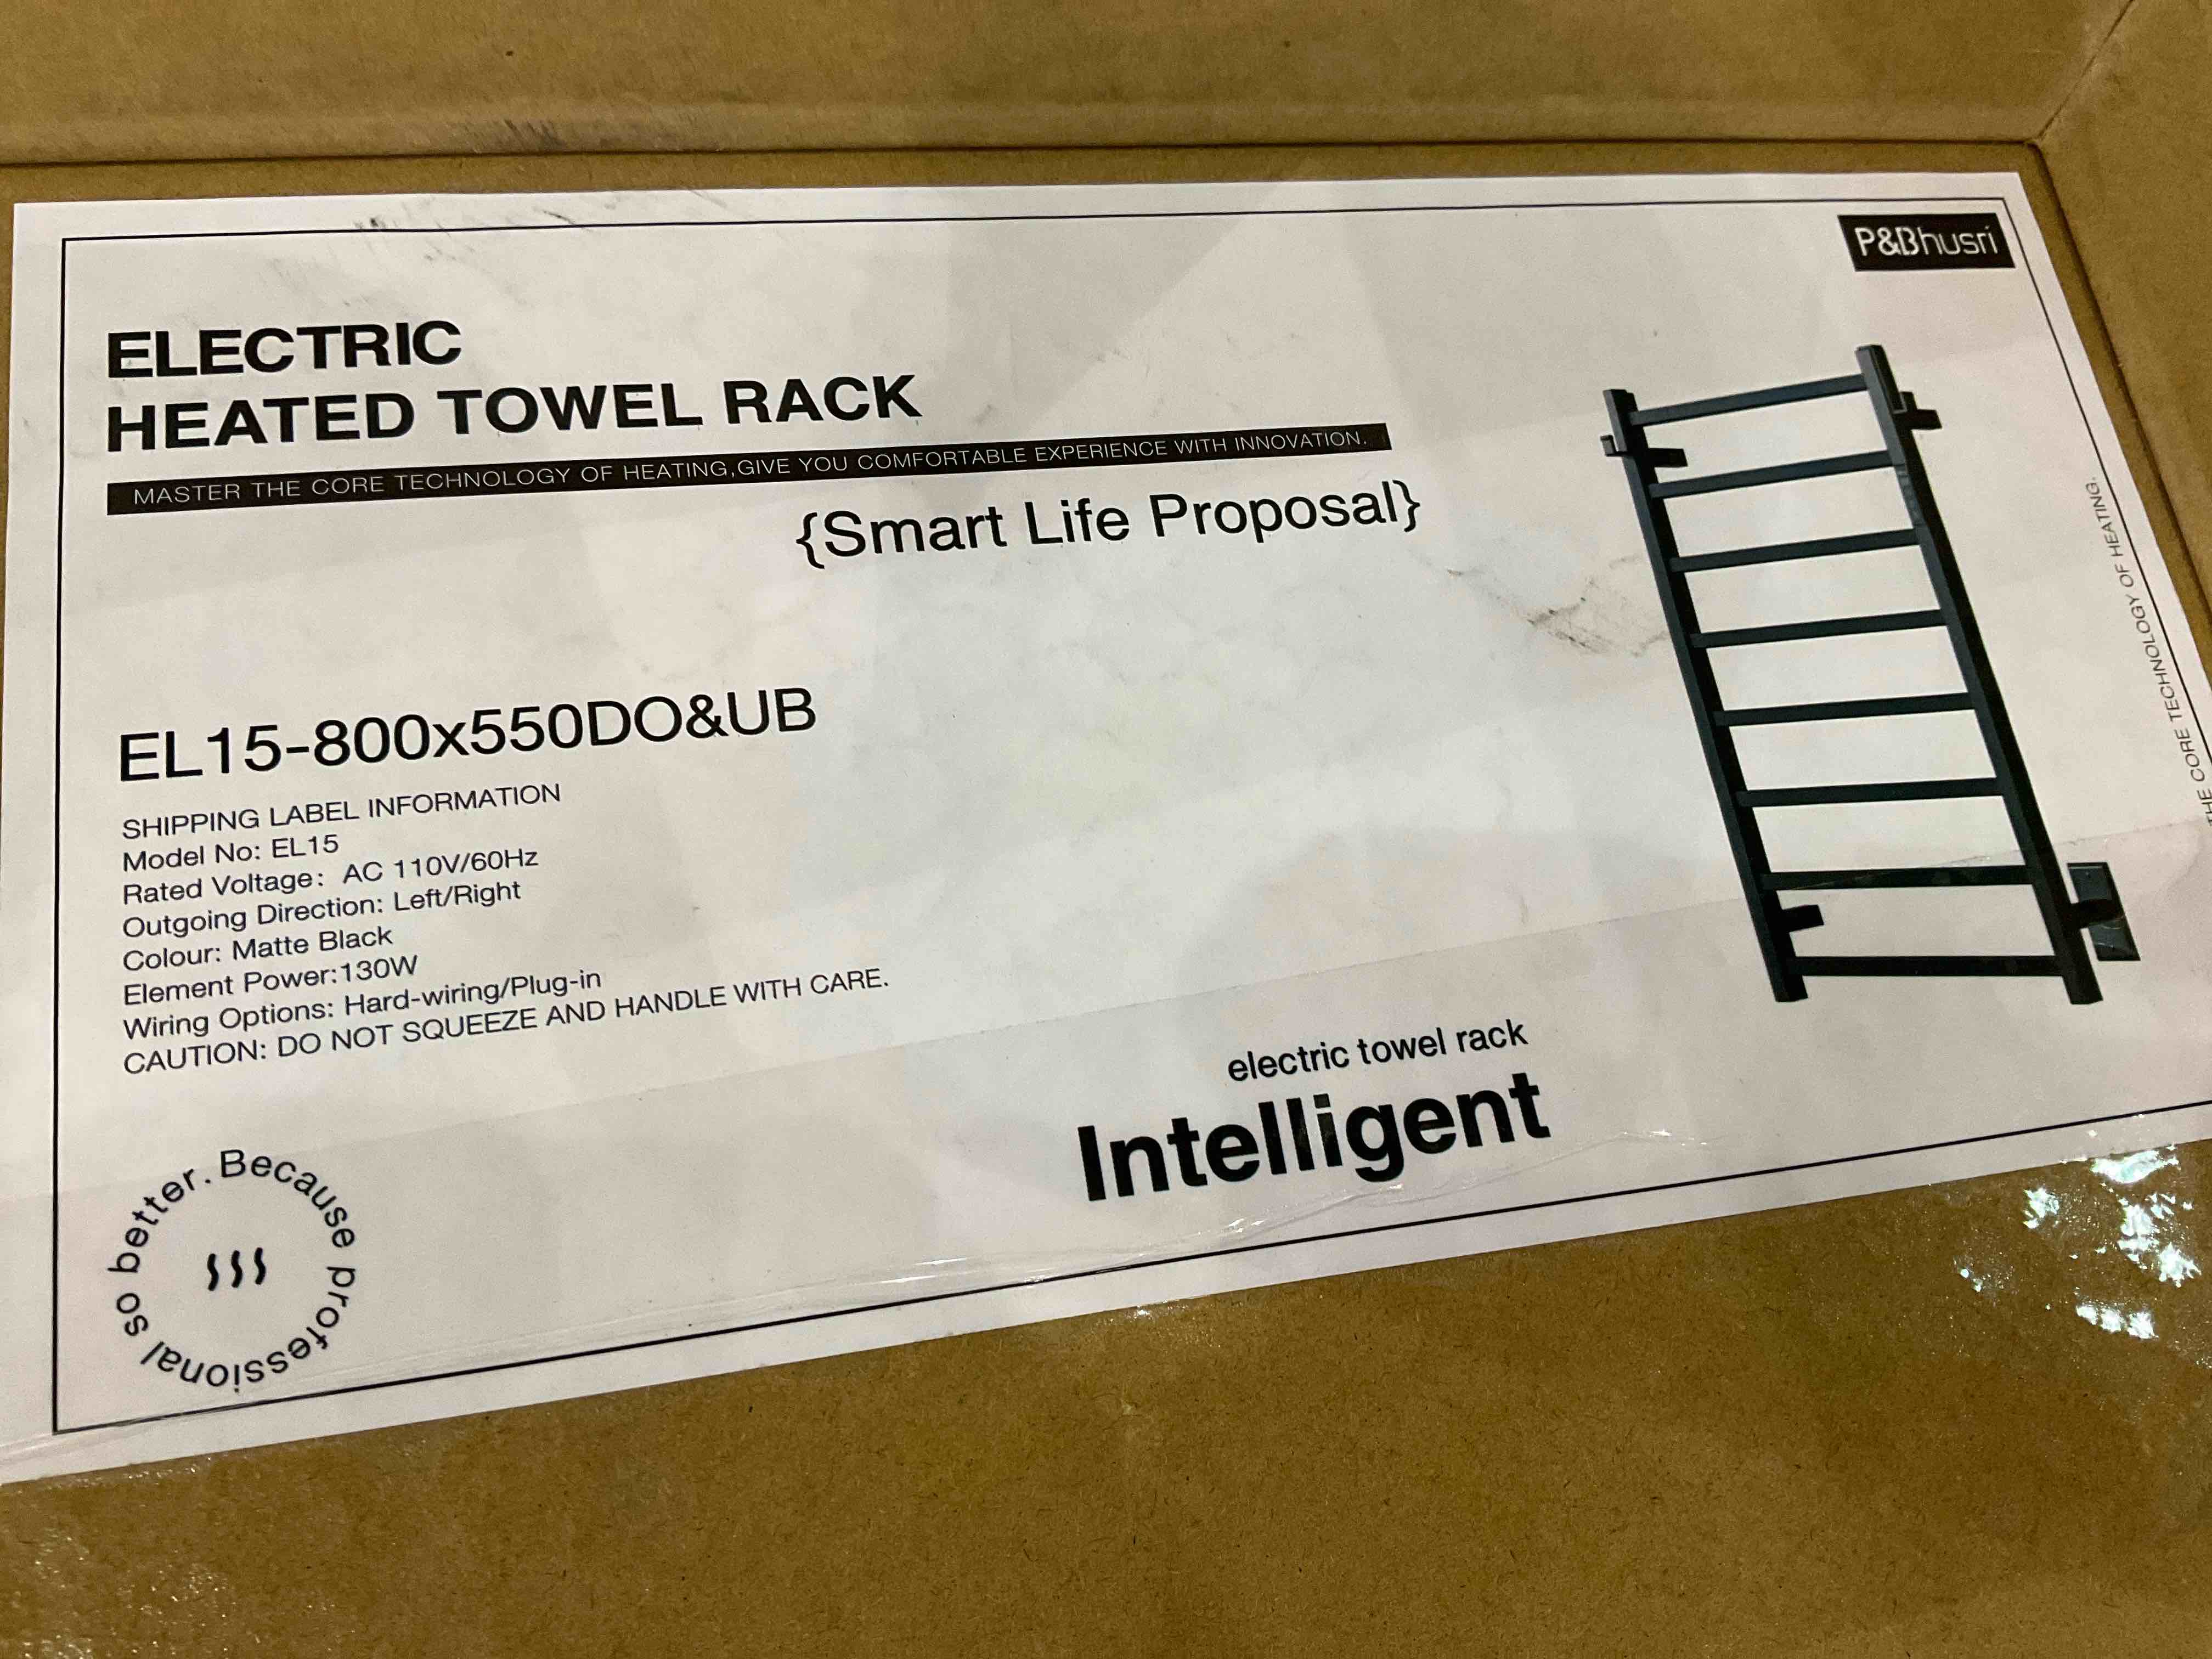 P&Bhusri
ELECTRIC
HEATED TOWEL RACK
MASTER THE CORE TECHNOLOGY OF HEATING,GIVE YOU COMFORTABLE EXPERIENCE WITH INNOVATION.
{Smart Life Proposal}
EL15-800x550DO&UB
SHIPPING LABEL INFORMATION
Model No: EL15
Rated Voltage: AC 110V/60Hz
Outgoing Direction: Left/Right
Colour: Matte Black
Element Power:130W
Wiring Options: Hard-wiring/Plug-in
CAUTION: DO NOT SQUEEZE AND HANDLE WITH CARE.
electric towel rack
Intelligent
Because professional so better.
THE CORE TECHNOLOGY OF HEATING.